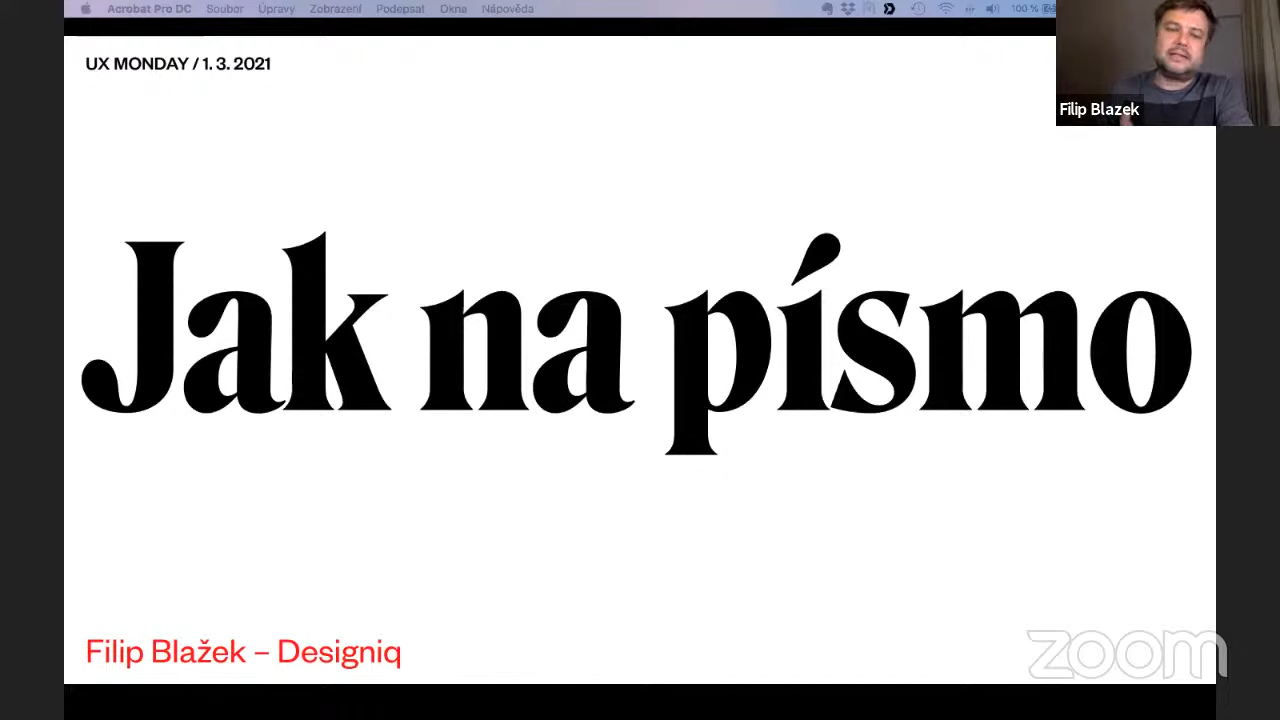 Acrobat Pro DC Soubor Úpravy Zobrazení Podepsat Okna Nápověda 100 %
UX MONDAY / 1. 3. 2021
Filip Blazek
Jak na písmo
Filip Blažek – Designiq
zoom